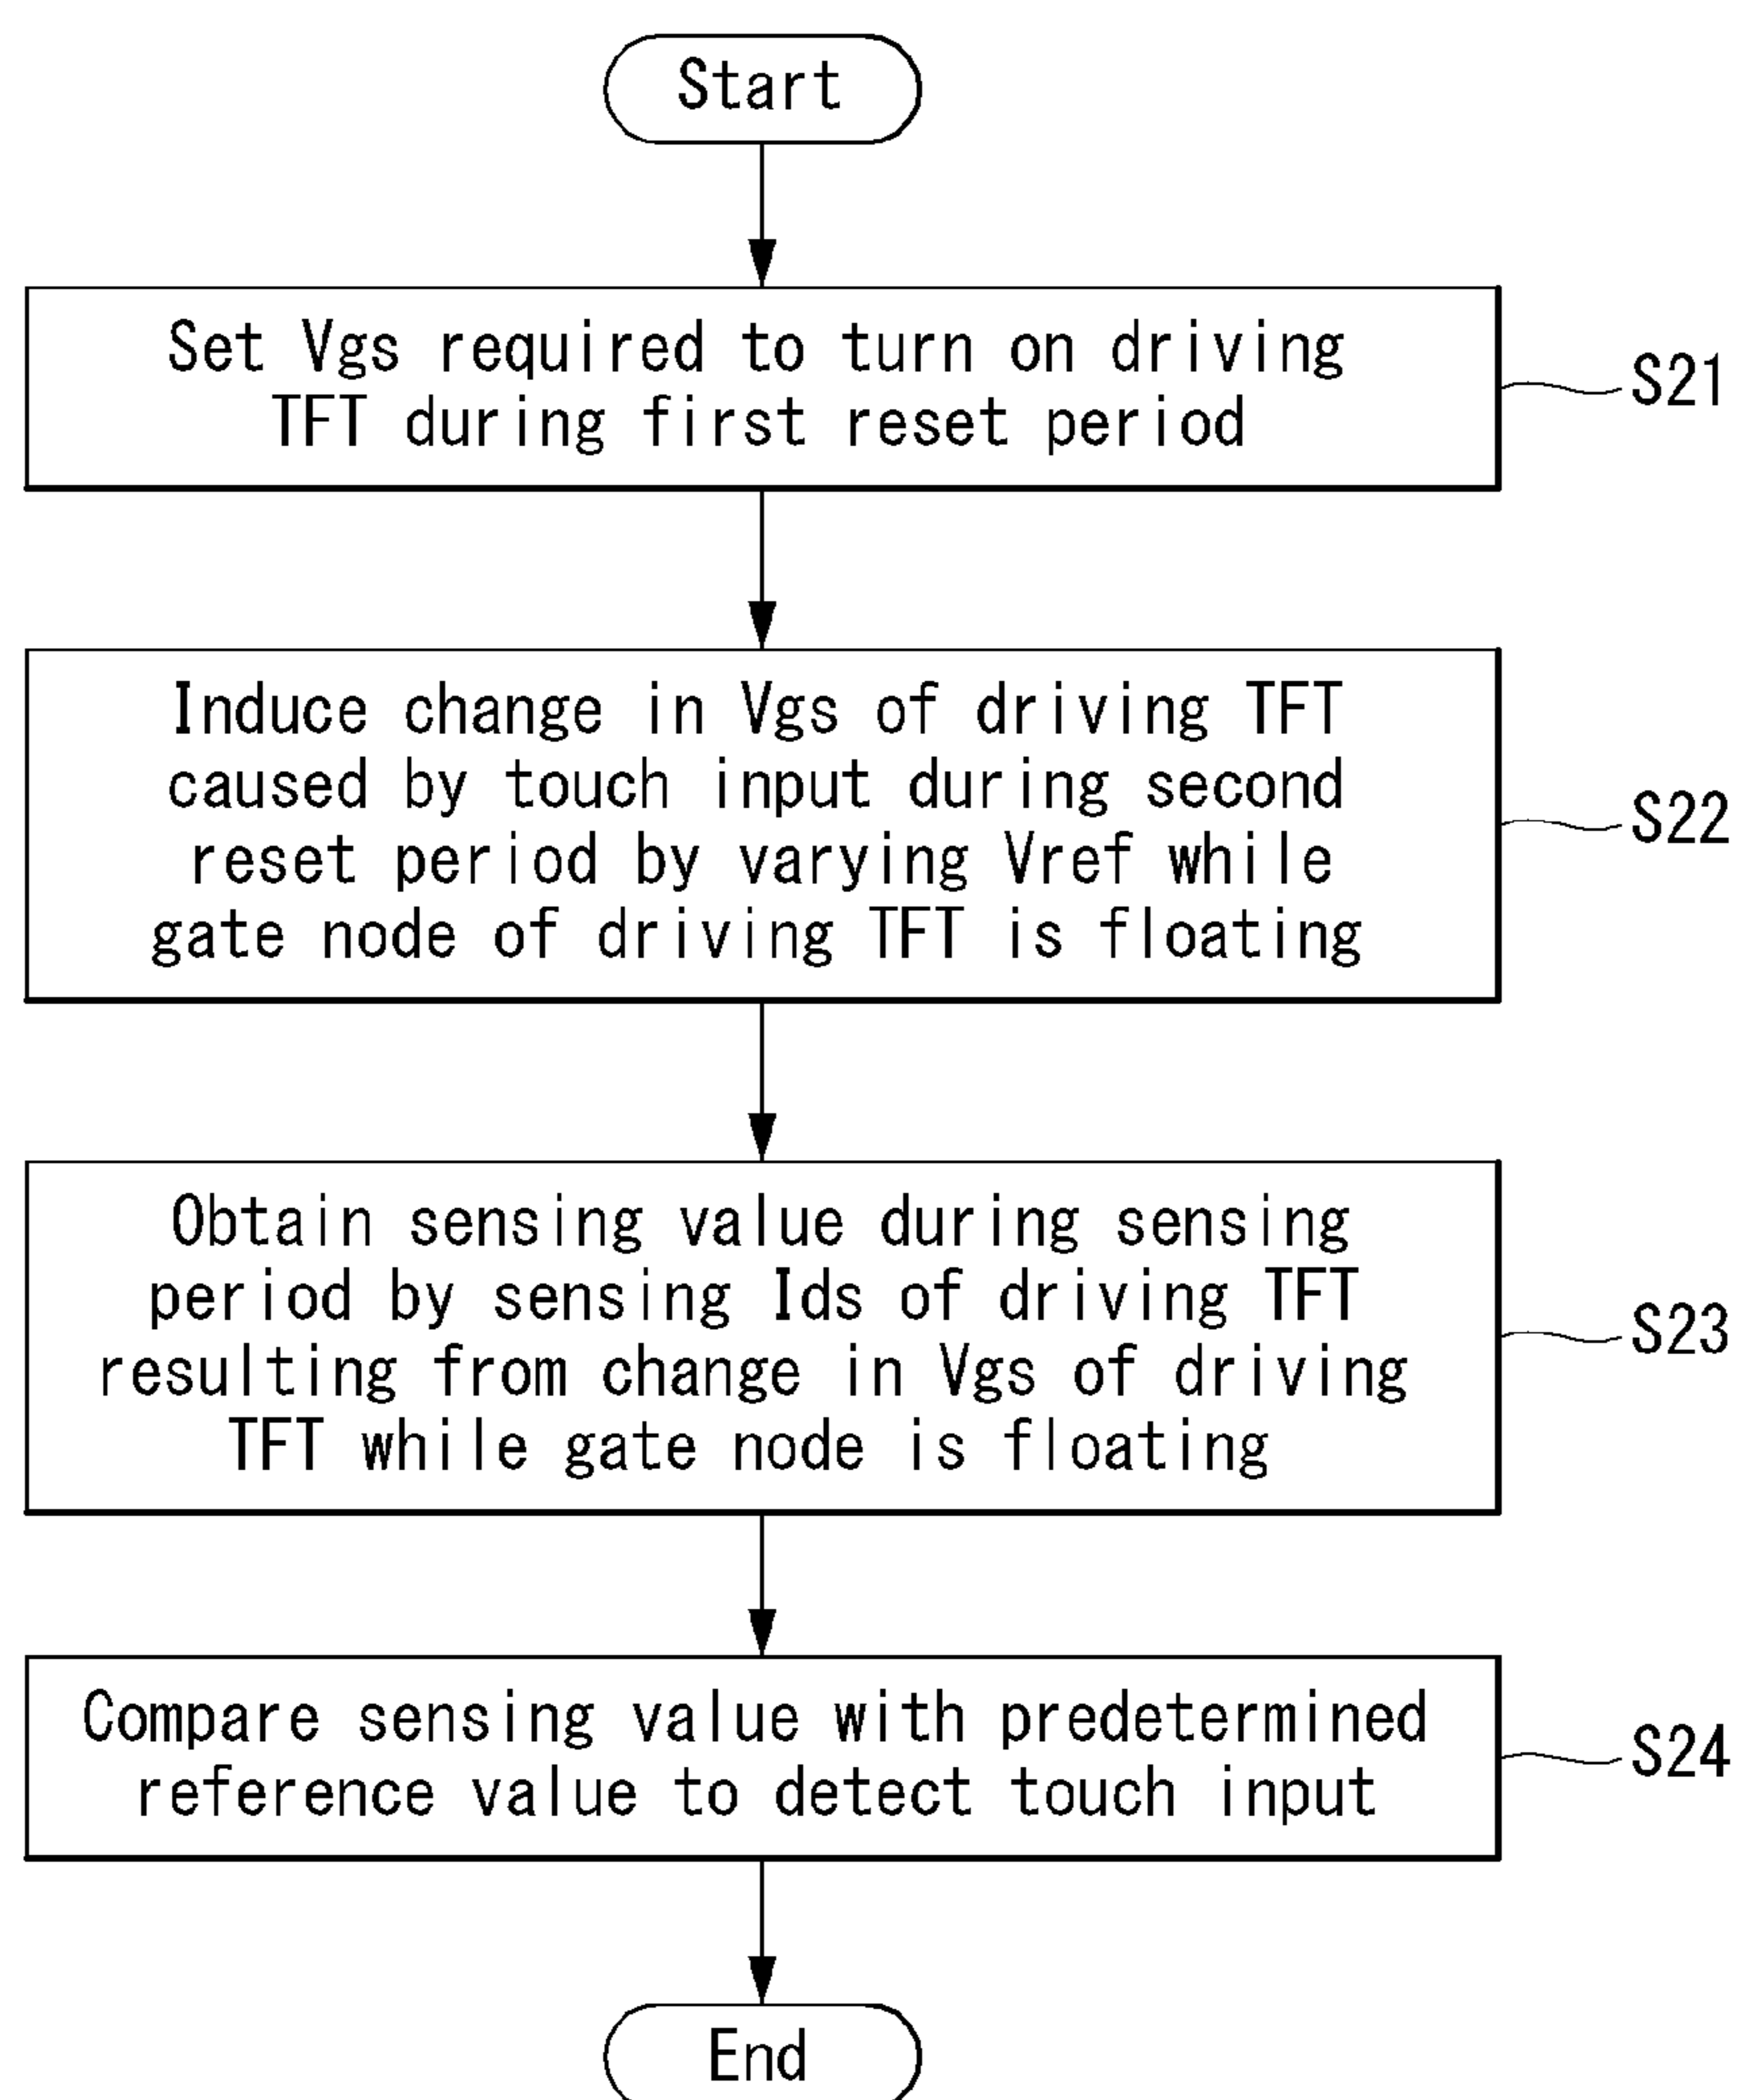 Start
Set Vgs required to turn on driving
TFT during first reset period
S21
Induce change in Vgs of driving TFT
caused by touch input during second
reset period by varying Vref while
gate node of driving TFT is floating
S22
Obtain sensing value during sensing
period by sensing Ids of driving TFT
resulting from change in Vgs of driving
TFT while gate node is floating
S23
Compare sensing value with predetermined
reference value to detect touch input
S24
End